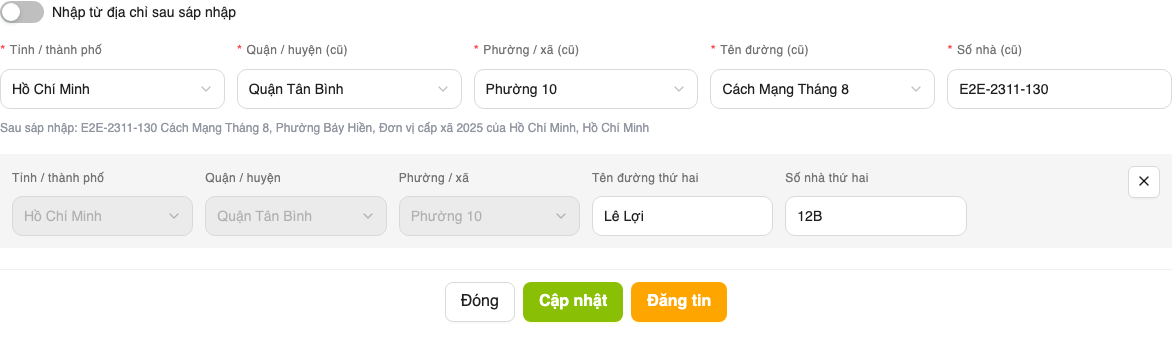 Nhập từ địa chỉ sau sáp nhập
* Tỉnh / thành phố * Quận / huyện (cũ) * Phường / xã (cũ) * Tên đường (cũ) * Số nhà (cũ)
Hồ Chí Minh Quận Tân Bình Phường 10 Cách Mạng Tháng 8 E2E-2311-130
Sau sáp nhập: E2E-2311-130 Cách Mạng Tháng 8, Phường Bảy Hiền, Đơn vị cấp xã 2025 của Hồ Chí Minh, Hồ Chí Minh
Tỉnh / thành phố Quận / huyện Phường / xã Tên đường thứ hai Số nhà thứ hai
Hồ Chí Minh Quận Tân Bình Phường 10 Lê Lợi 12B
Đóng Cập nhật Đăng tin